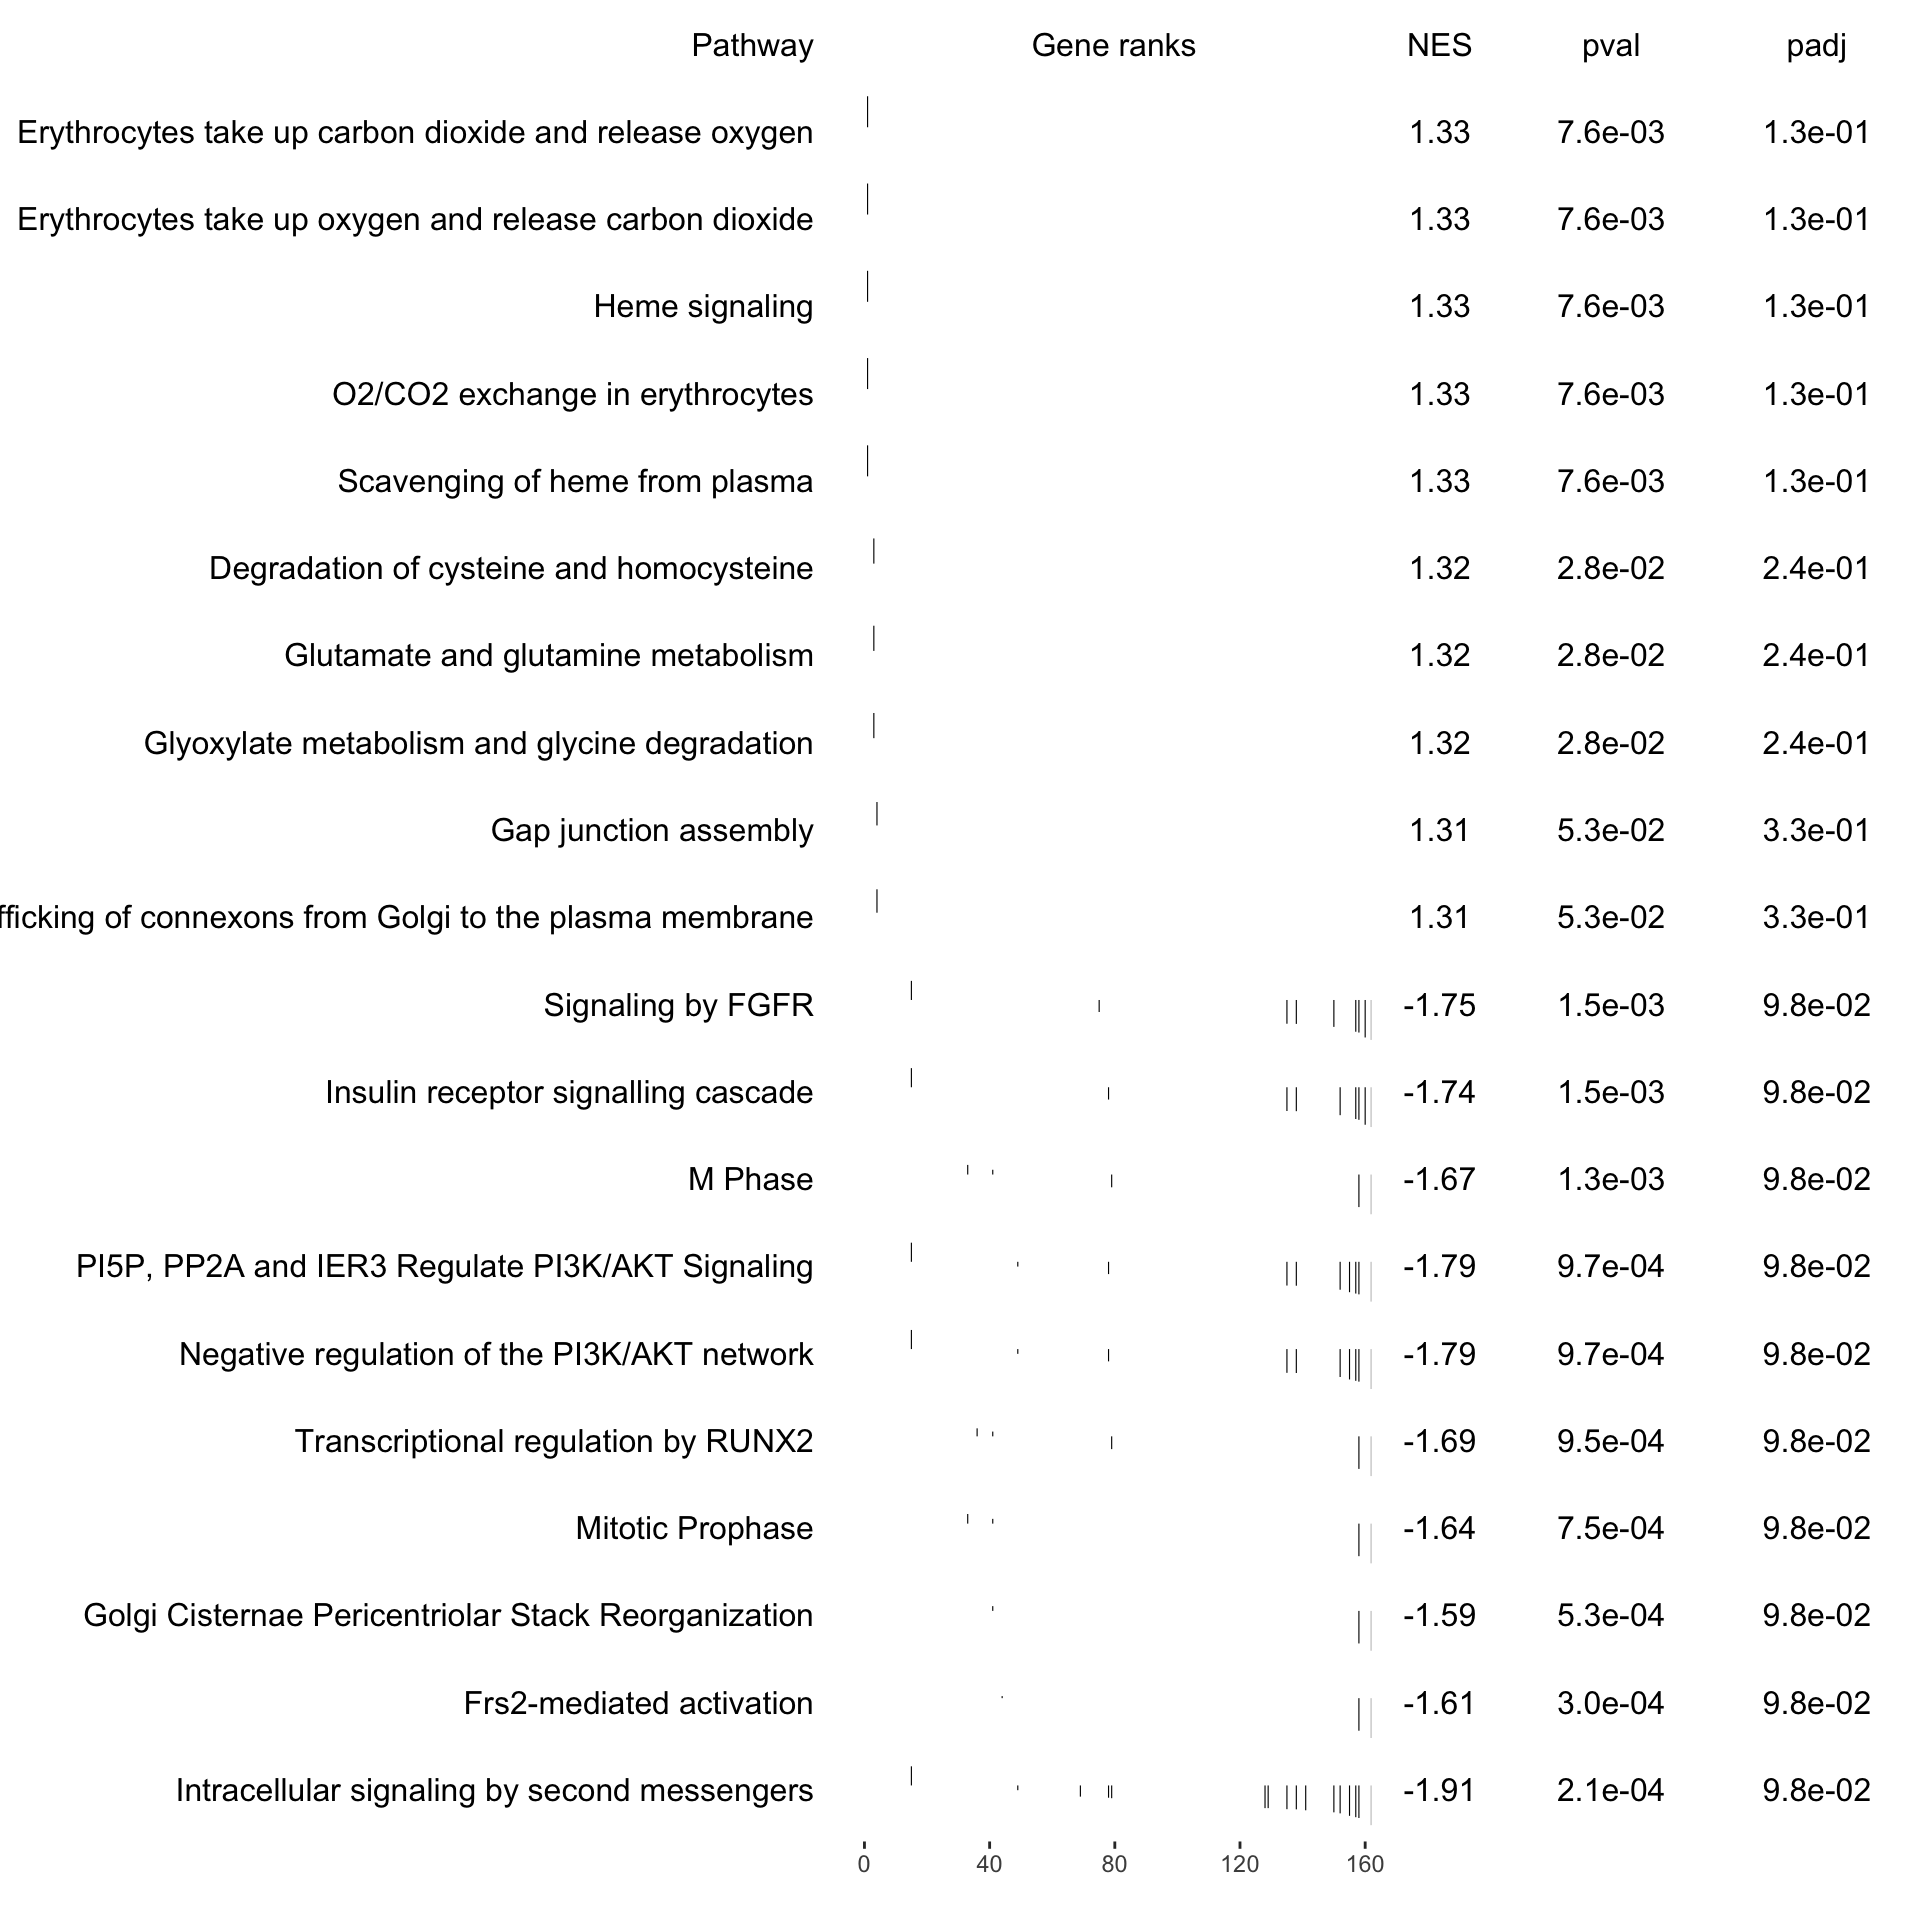 Pathway Gene ranks NES pval padj
Erythrocytes take up carbon dioxide and release oxygen 1.33 7.6e-03 1.3e-01
Erythrocytes take up oxygen and release carbon dioxide 1.33 7.6e-03 1.3e-01
Heme signaling 1.33 7.6e-03 1.3e-01
O2/CO2 exchange in erythrocytes 1.33 7.6e-03 1.3e-01
Scavenging of heme from plasma 1.33 7.6e-03 1.3e-01
Degradation of cysteine and homocysteine 1.32 2.8e-02 2.4e-01
Glutamate and glutamine metabolism 1.32 2.8e-02 2.4e-01
Glyoxylate metabolism and glycine degradation 1.32 2.8e-02 2.4e-01
Gap junction assembly 1.31 5.3e-02 3.3e-01
fficking of connexons from Golgi to the plasma membrane 1.31 5.3e-02 3.3e-01
Signaling by FGFR -1.75 1.5e-03 9.8e-02
Insulin receptor signalling cascade -1.74 1.5e-03 9.8e-02
M Phase -1.67 1.3e-03 9.8e-02
PI5P, PP2A and IER3 Regulate PI3K/AKT Signaling -1.79 9.7e-04 9.8e-02
Negative regulation of the PI3K/AKT network -1.79 9.7e-04 9.8e-02
Transcriptional regulation by RUNX2 -1.69 9.5e-04 9.8e-02
Mitotic Prophase -1.64 7.5e-04 9.8e-02
Golgi Cisternae Pericentriolar Stack Reorganization -1.59 5.3e-04 9.8e-02
Frs2-mediated activation -1.61 3.0e-04 9.8e-02
Intracellular signaling by second messengers -1.91 2.1e-04 9.8e-02
0 40 80 120 160